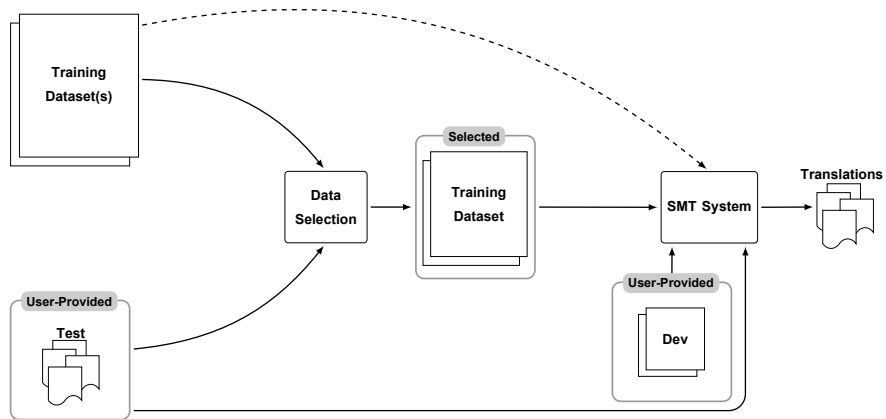 Training
Dataset(s)
Selected
Training
Dataset
Data
Selection
SMT System
Translations
User-Provided
Test
User-Provided
Dev